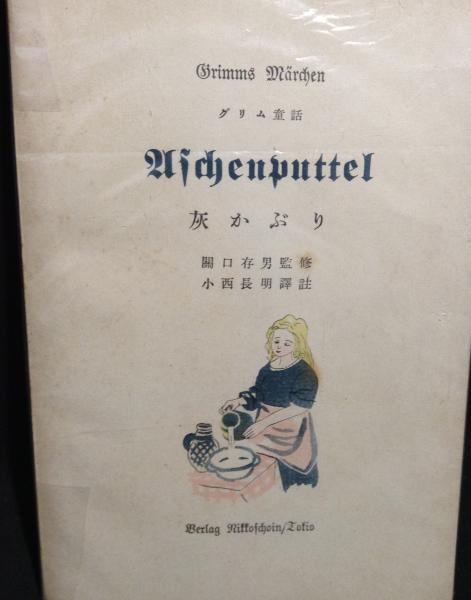 Grimms Märchen
グリム童話
Aschenputtel
灰かぶり
關口存男監修
小西長明譯註
Verlag Nikkoschoin/Tokio